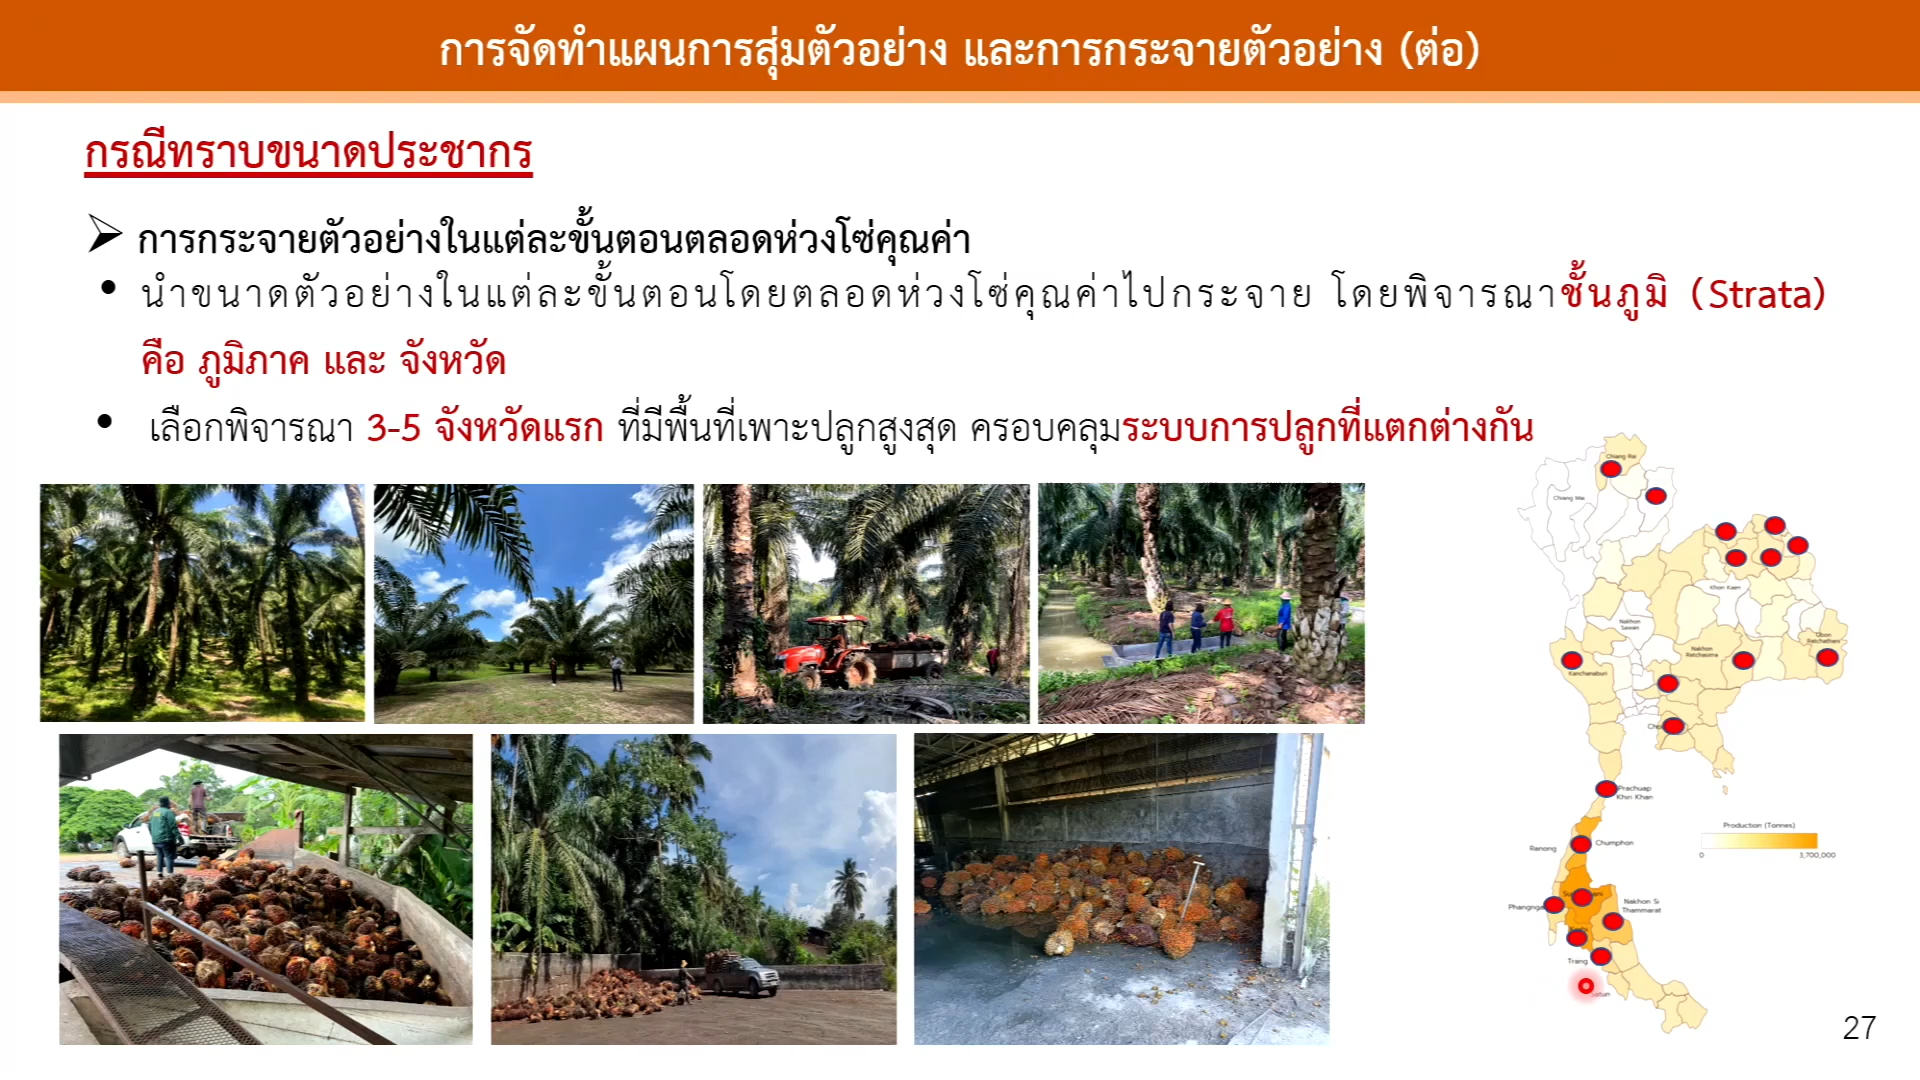 การจัดทำแผนการสุ่มตัวอย่าง และการกระจายตัวอย่าง (ต่อ)
กรณีทราบขนาดประชากร
➢ การกระจายตัวอย่างในแต่ละขั้นตอนตลอดห่วงโซ่คุณค่า
• นำขนาดตัวอย่างในแต่ละขั้นตอนโดยตลอดห่วงโซ่คุณค่าไปกระจาย โดยพิจารณาชั้นภูมิ (Strata)
คือ ภูมิภาค และ จังหวัด
• เลือกพิจารณา 3-5 จังหวัดแรก ที่มีพื้นที่เพาะปลูกสูงสุด ครอบคลุมระบบการปลูกที่แตกต่างกัน
Chiang Rai
Chiang Mai
Khon Kaen
Nakhon
Sawan
Ubon
Ratchathani
Nakhon
Ratchasima
Kanchanaburi
Prachuap
Khiri Khan
Production (Tonnes)
0
3,700,000
Ranong
Chumphon
Nakhon Si
Thammarat
Trang
27